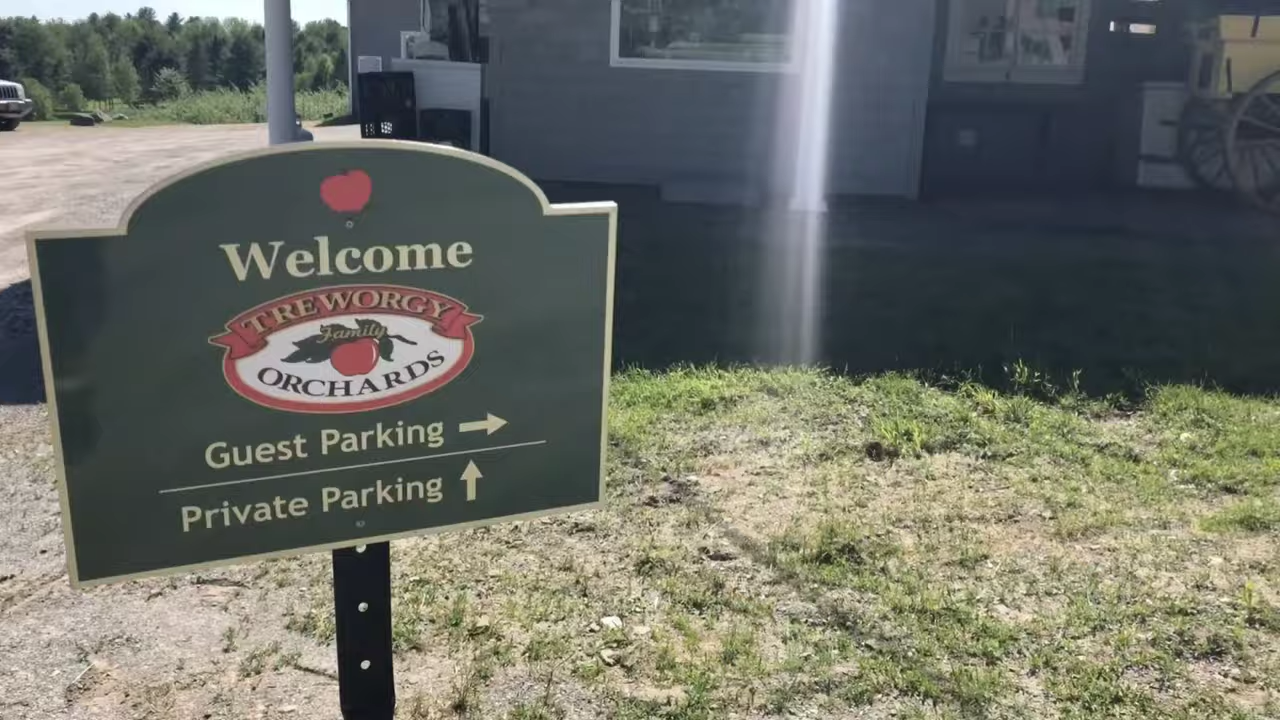 Welcome
TREWORGY
Family
ORCHARDS
Guest Parking →
Private Parking ↑